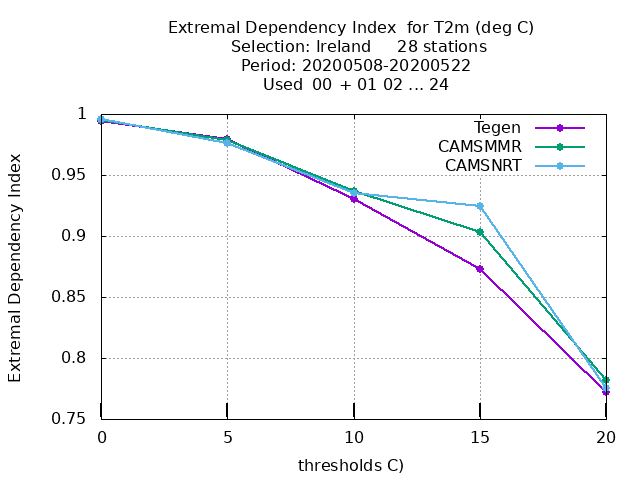 Extremal Dependency Index  for T2m (deg C)
Selection: Ireland     28 stations
Period: 20200508-20200522
Used  00 + 01 02 ... 24
Extremal Dependency Index
1
0.95
0.9
0.85
0.8
0.75
Tegen
CAMSMMR
CAMSNRT
0 5 10 15 20
thresholds C)